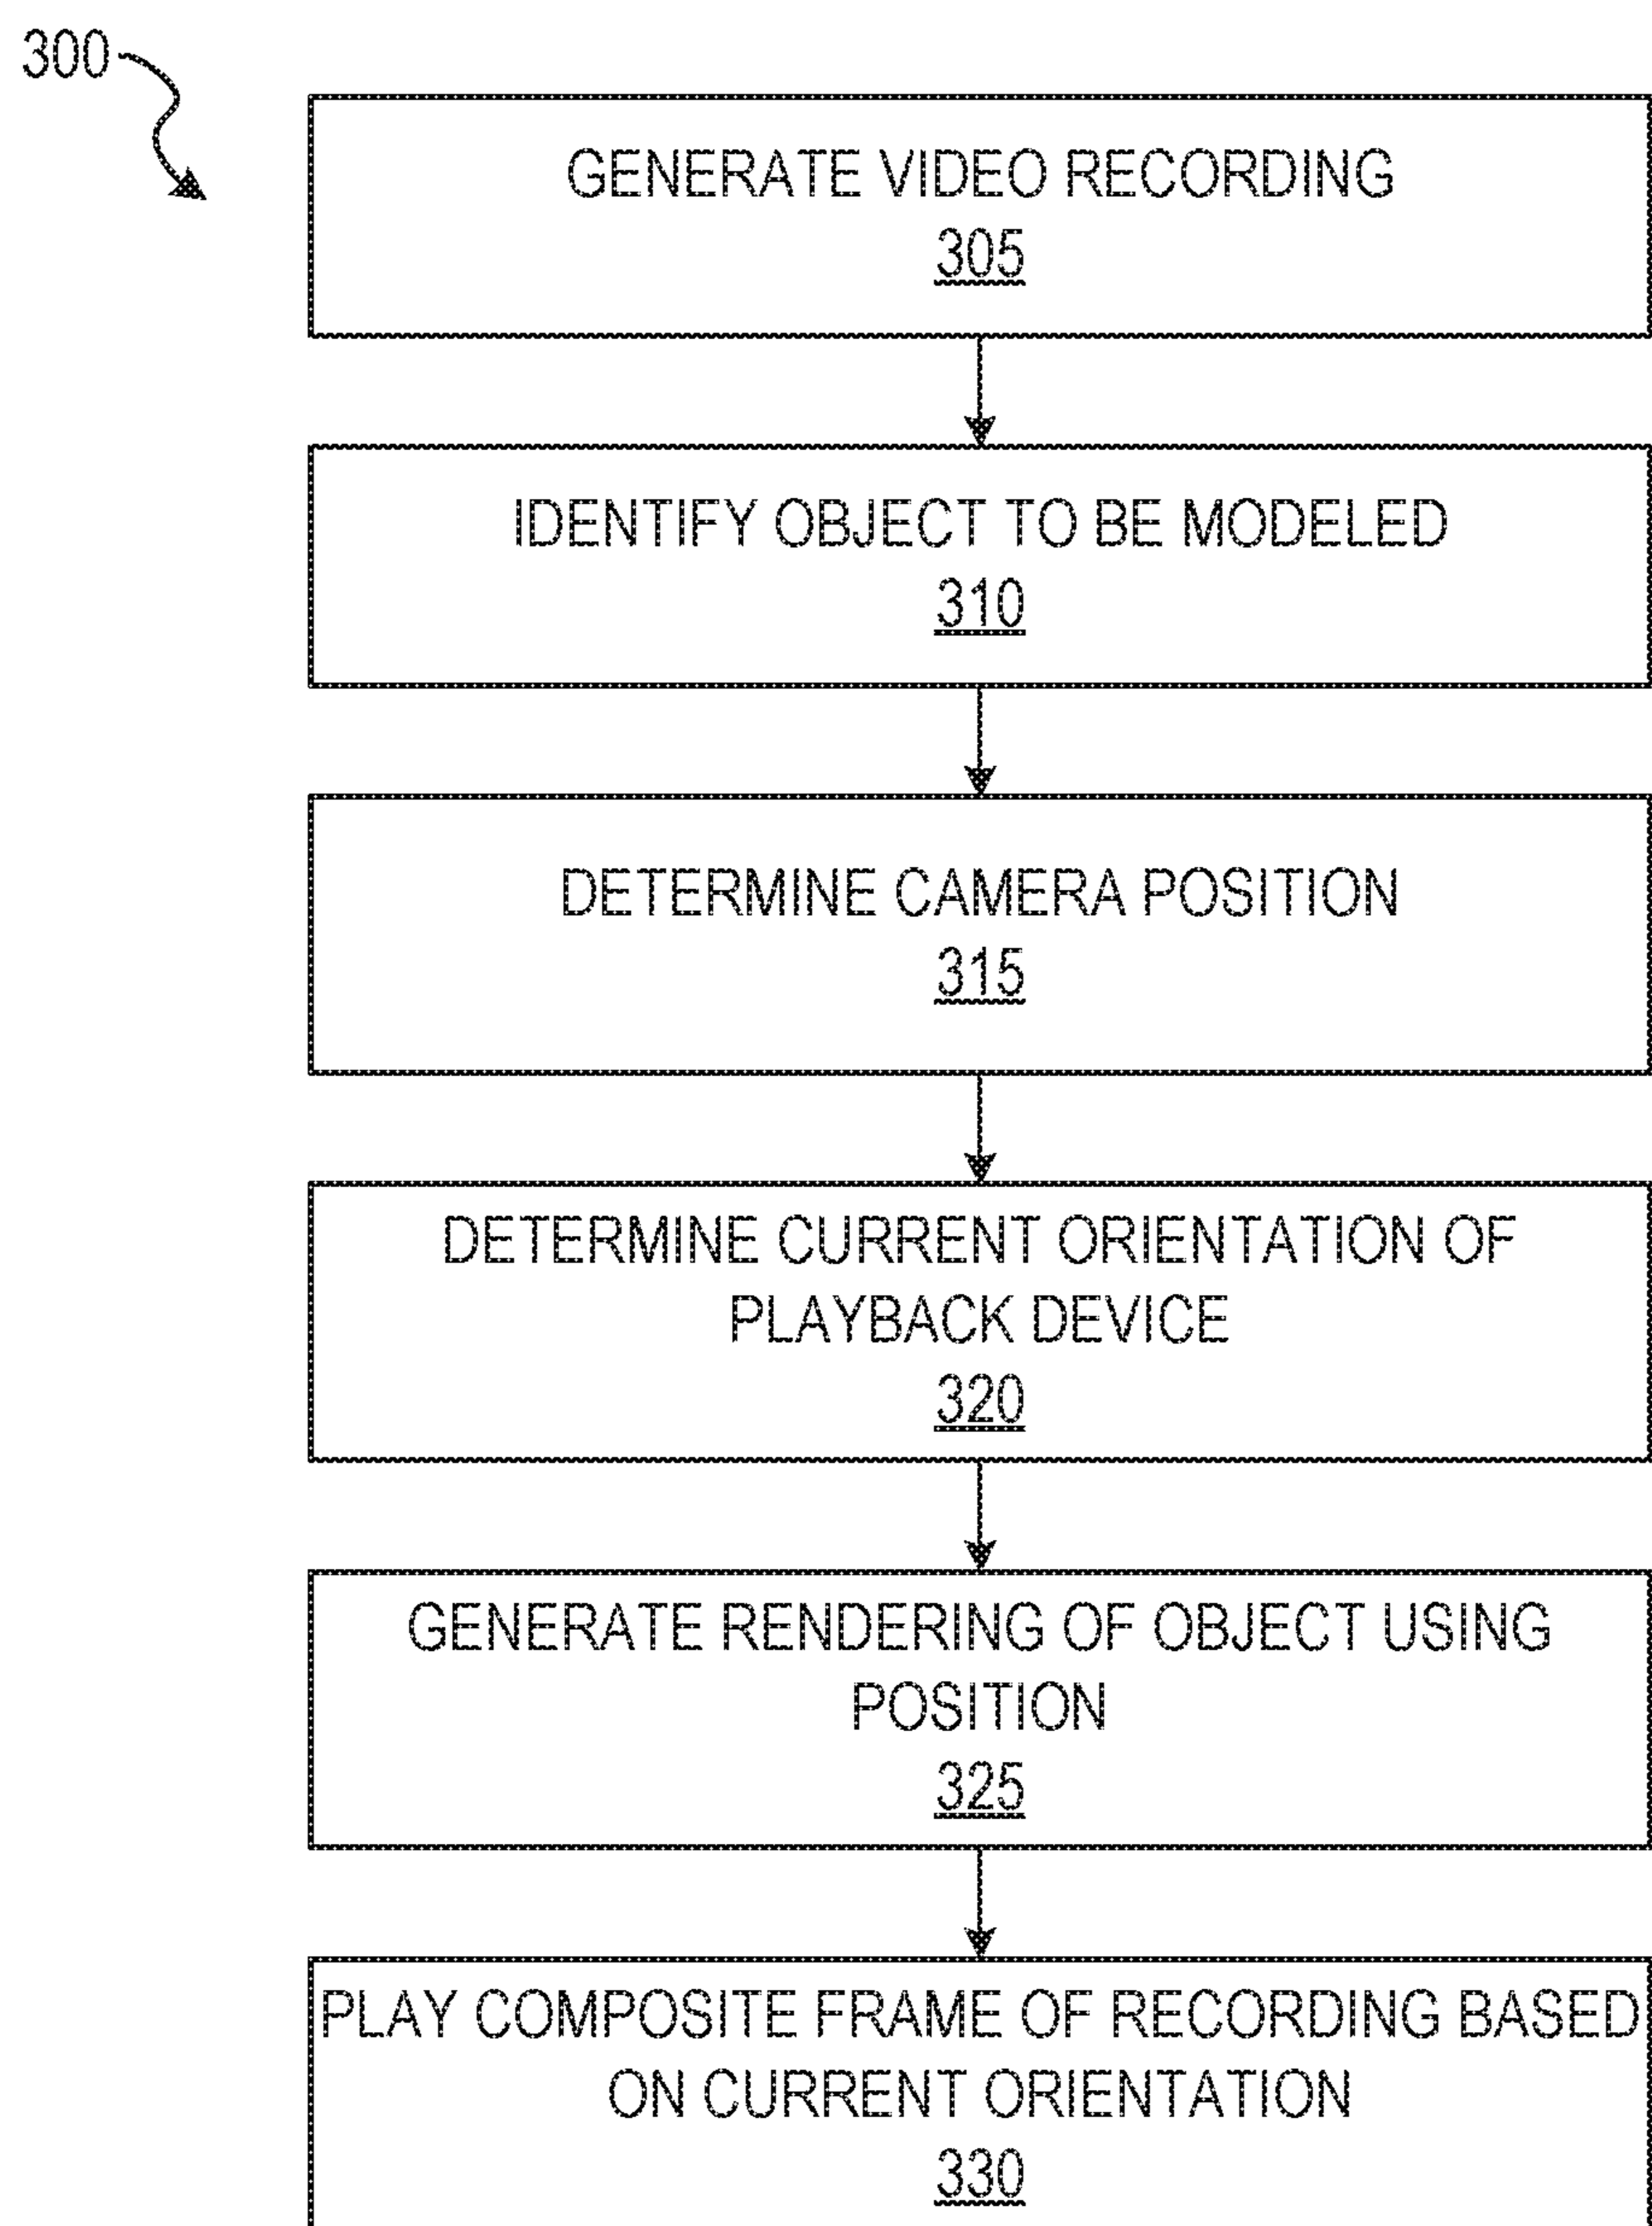 300
GENERATE VIDEO RECORDING
305
IDENTIFY OBJECT TO BE MODELED
310
DETERMINE CAMERA POSITION
315
DETERMINE CURRENT ORIENTATION OF
PLAYBACK DEVICE
320
GENERATE RENDERING OF OBJECT USING
POSITION
325
PLAY COMPOSITE FRAME OF RECORDING BASED
ON CURRENT ORIENTATION
330